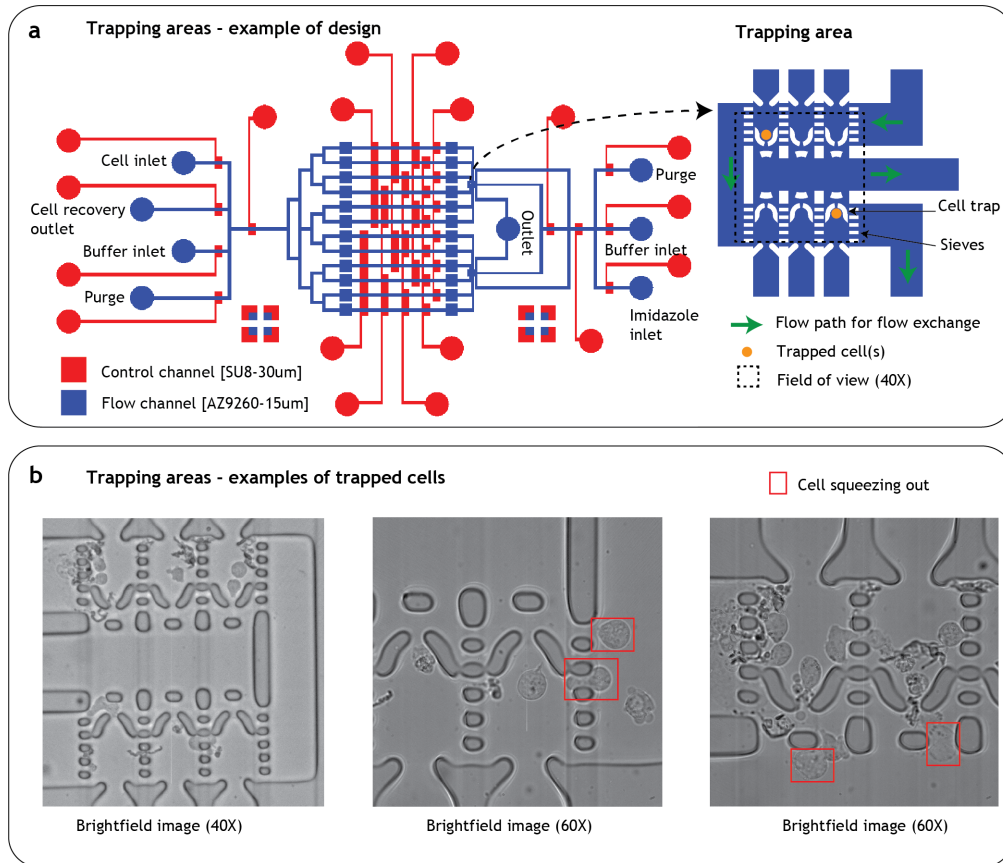 a
Trapping areas - example of design
Trapping area
Cell inlet
Cell recovery
outlet
Buffer inlet
Purge
Outlet
Purge
Buffer inlet
Imidazole
inlet
Cell trap
Sieves
Control channel [SU8-30um]
Flow channel [AZ9260-15um]
Flow path for flow exchange
Trapped cell(s)
Field of view (40X)
b
Trapping areas - examples of trapped cells
Cell squeezing out
Brightfield image (40X)
Brightfield image (60X)
Brightfield image (60X)